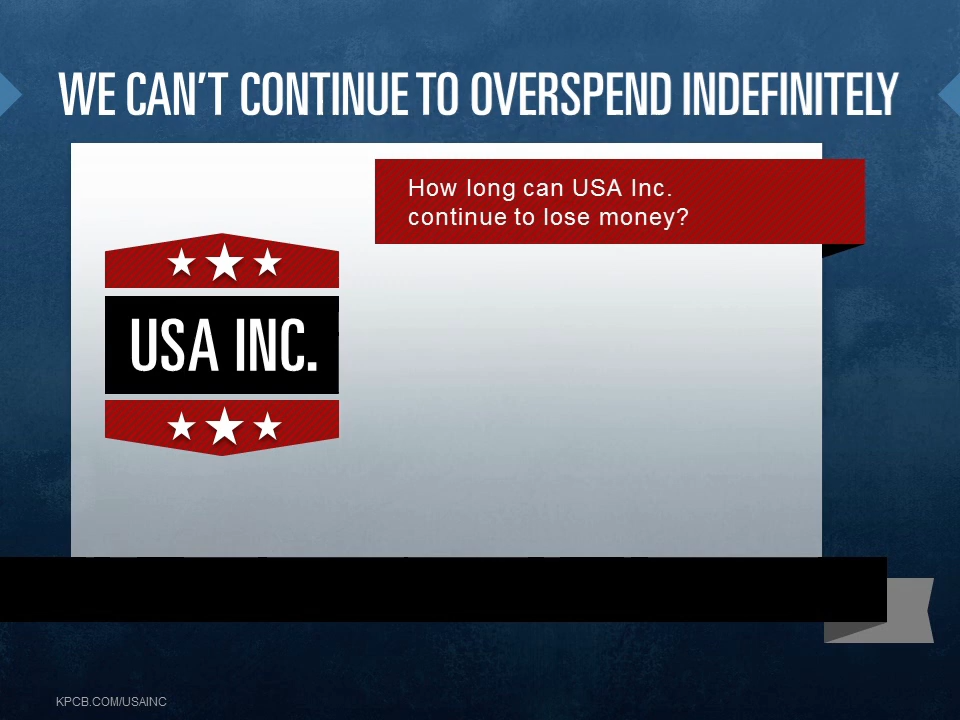 WE CAN'T CONTINUE TO OVERSPEND INDEFINITELY
How long can USA Inc.
continue to lose money?
USA INC.
KPCB.COM/USAINC